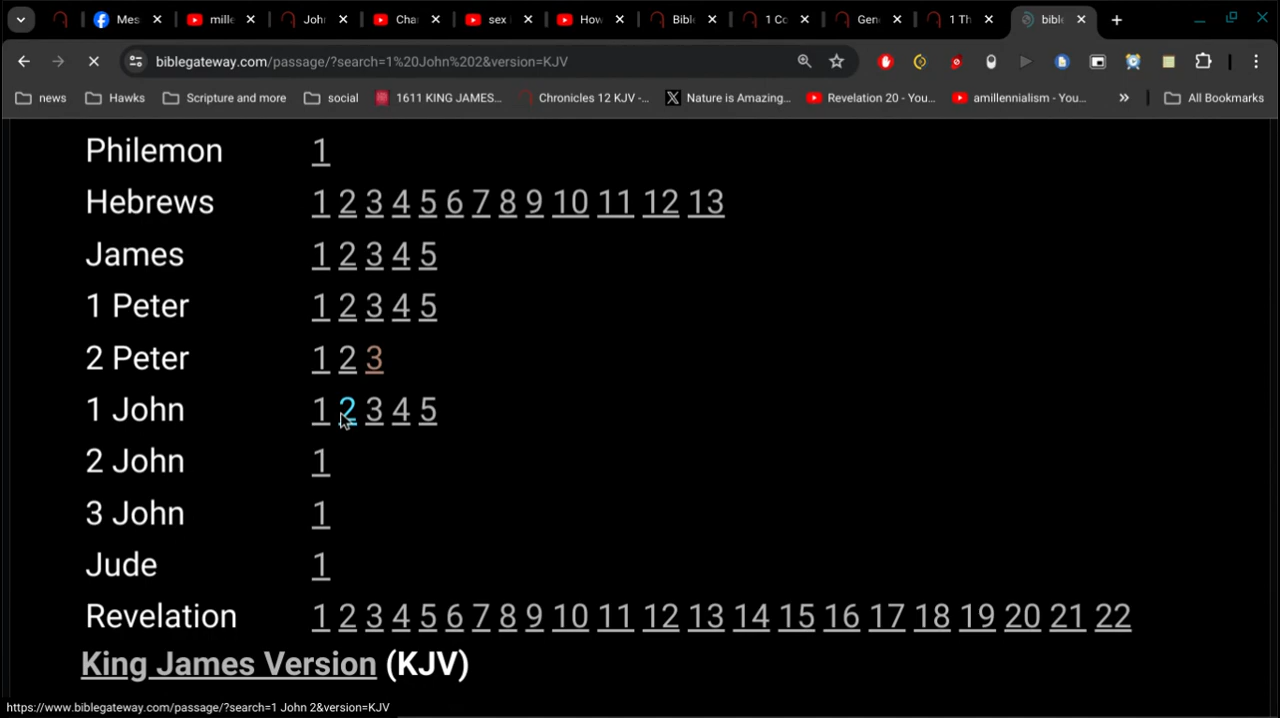 Mes
mille
John
Cha
sex
How
Bible
1 Co
Gen
1 Th
bible
biblegateway.com/passage/?search=1%20John%202&version=KJV
news
Hawks
Scripture and more
social
1611 KING JAMES...
Chronicles 12 KJV -...
Nature is Amazing...
Revelation 20 - You...
amillennialism - You...
»
All Bookmarks
Philemon 1
Hebrews 1 2 3 4 5 6 7 8 9 10 11 12 13
James 1 2 3 4 5
1 Peter 1 2 3 4 5
2 Peter 1 2 3
1 John 1 2 3 4 5
2 John 1
3 John 1
Jude 1
Revelation 1 2 3 4 5 6 7 8 9 10 11 12 13 14 15 16 17 18 19 20 21 22
King James Version (KJV)
https://www.biblegateway.com/passage/?search=1 John 2&version=KJV